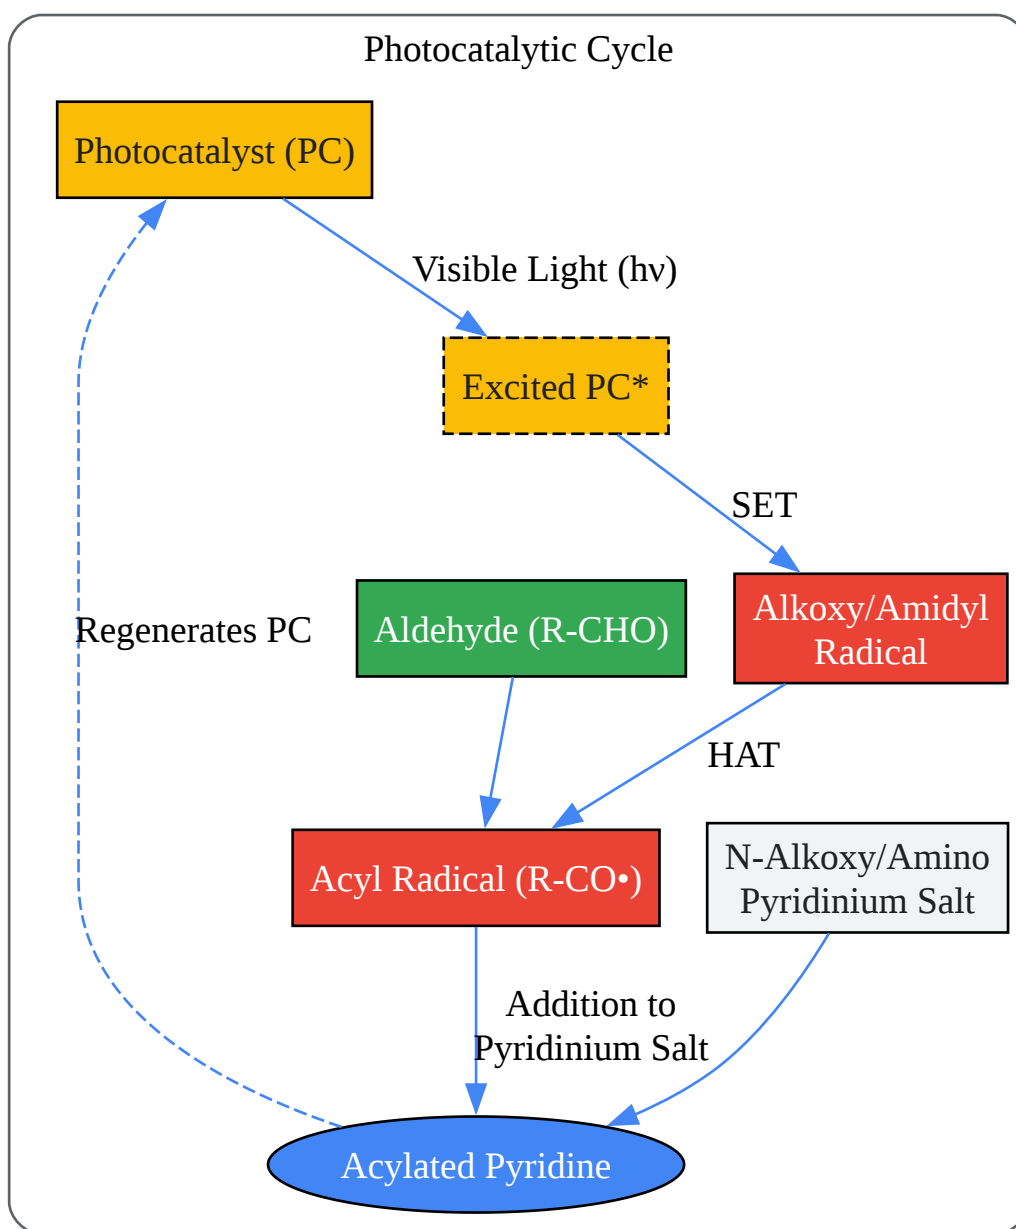 Photocatalytic Cycle
Photocatalyst (PC)
Visible Light (hν)
Excited PC*
SET
Alkoxy/Amidyl
Radical
Aldehyde (R-CHO)
Regenerates PC
HAT
N-Alkoxy/Amino
Pyridinium Salt
Acyl Radical (R-CO•)
Addition to
Pyridinium Salt
Acylated Pyridine